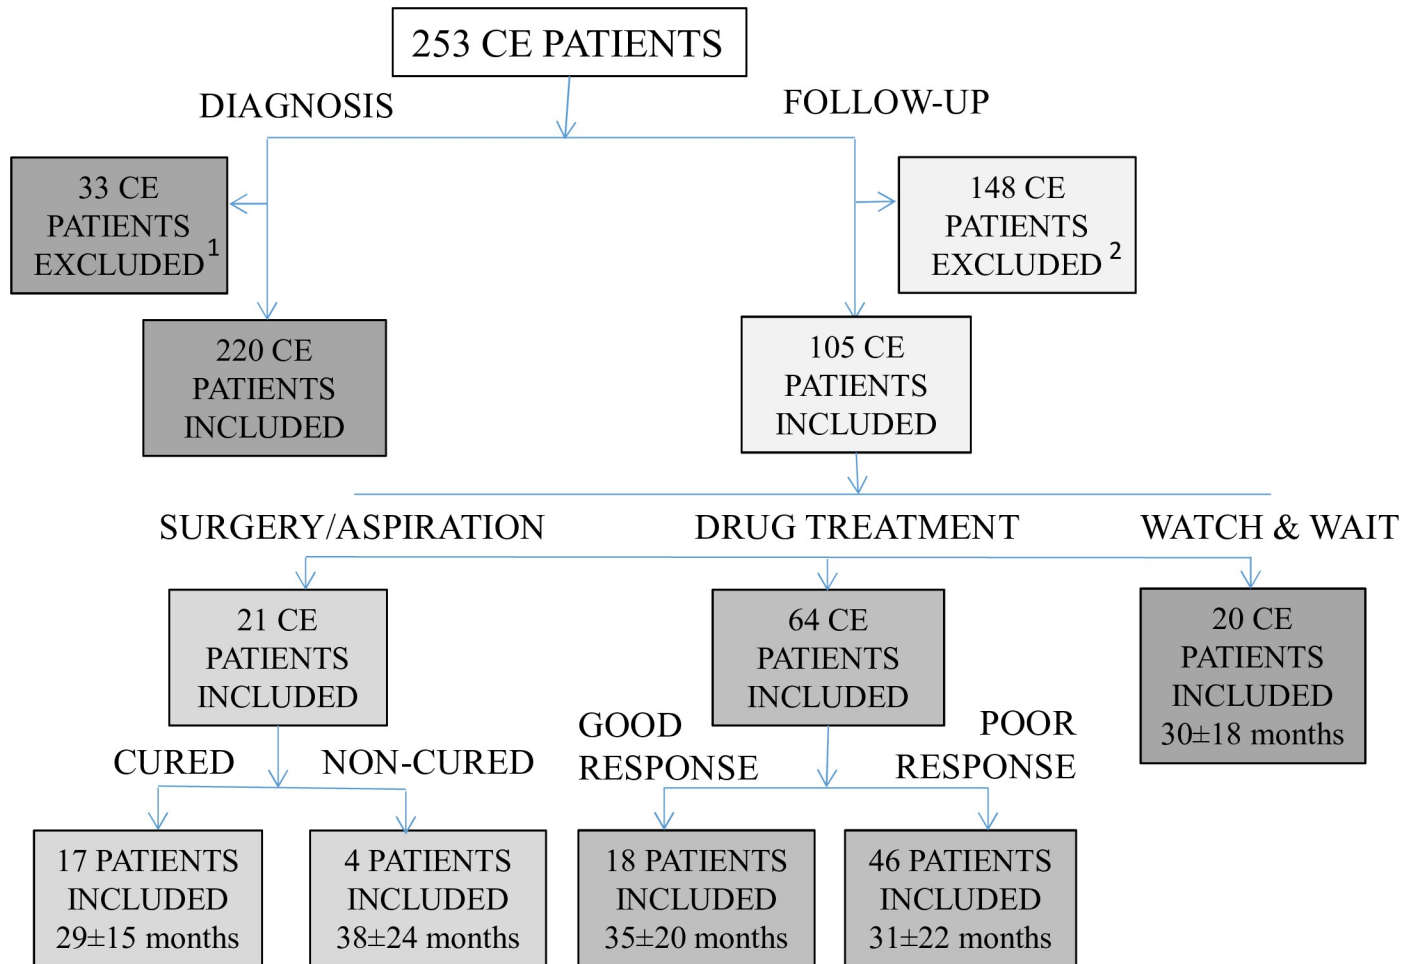 253 CE PATIENTS
DIAGNOSIS
FOLLOW-UP
33 CE
PATIENTS
EXCLUDED1
148 CE
PATIENTS
EXCLUDED 2
220 CE
PATIENTS
INCLUDED
105 CE
PATIENTS
INCLUDED
SURGERY/ASPIRATION
DRUG TREATMENT
WATCH & WAIT
21 CE
PATIENTS
INCLUDED
64 CE
PATIENTS
INCLUDED
20 CE
PATIENTS
INCLUDED
30±18 months
CURED
NON-CURED
GOOD
RESPONSE
POOR
RESPONSE
17 PATIENTS
INCLUDED
29±15 months
4 PATIENTS
INCLUDED
38±24 months
18 PATIENTS
INCLUDED
35±20 months
46 PATIENTS
INCLUDED
31±22 months